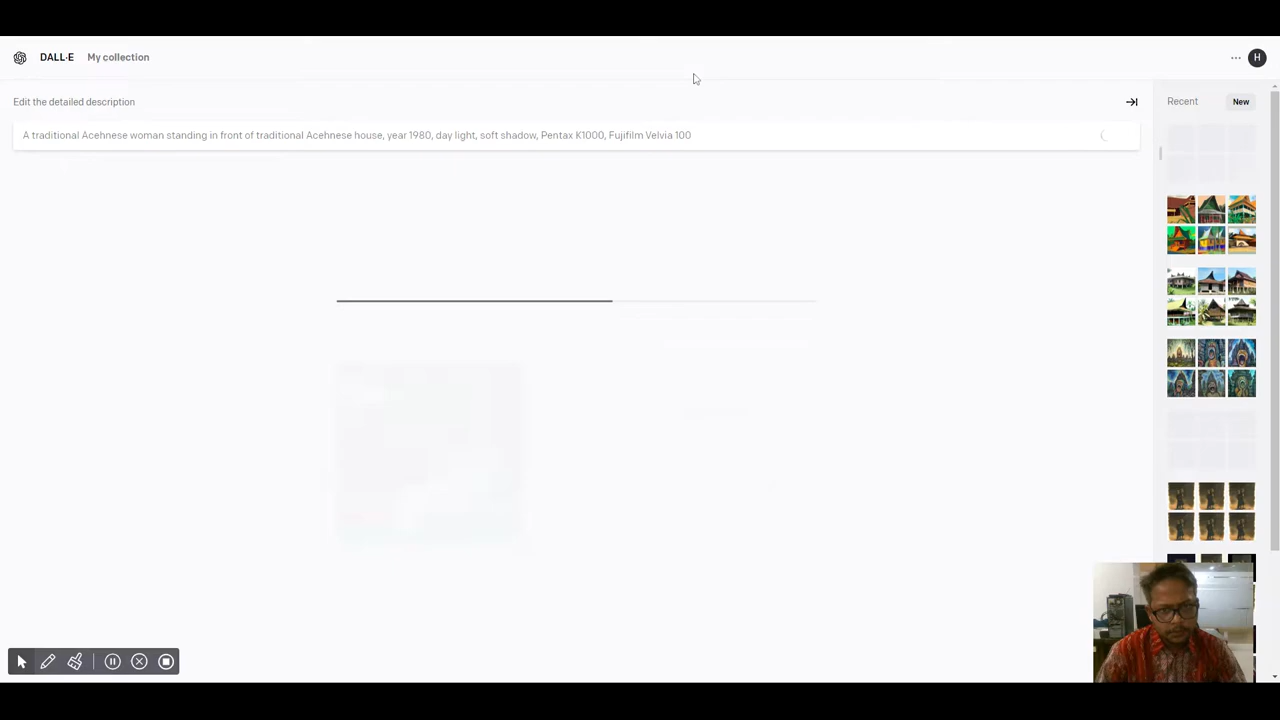 DALL·E My collection
H
Edit the detailed description
Recent New
A traditional Acehnese woman standing in front of traditional Acehnese house, year 1980, day light, soft shadow, Pentax K1000, Fujifilm Velvia 100